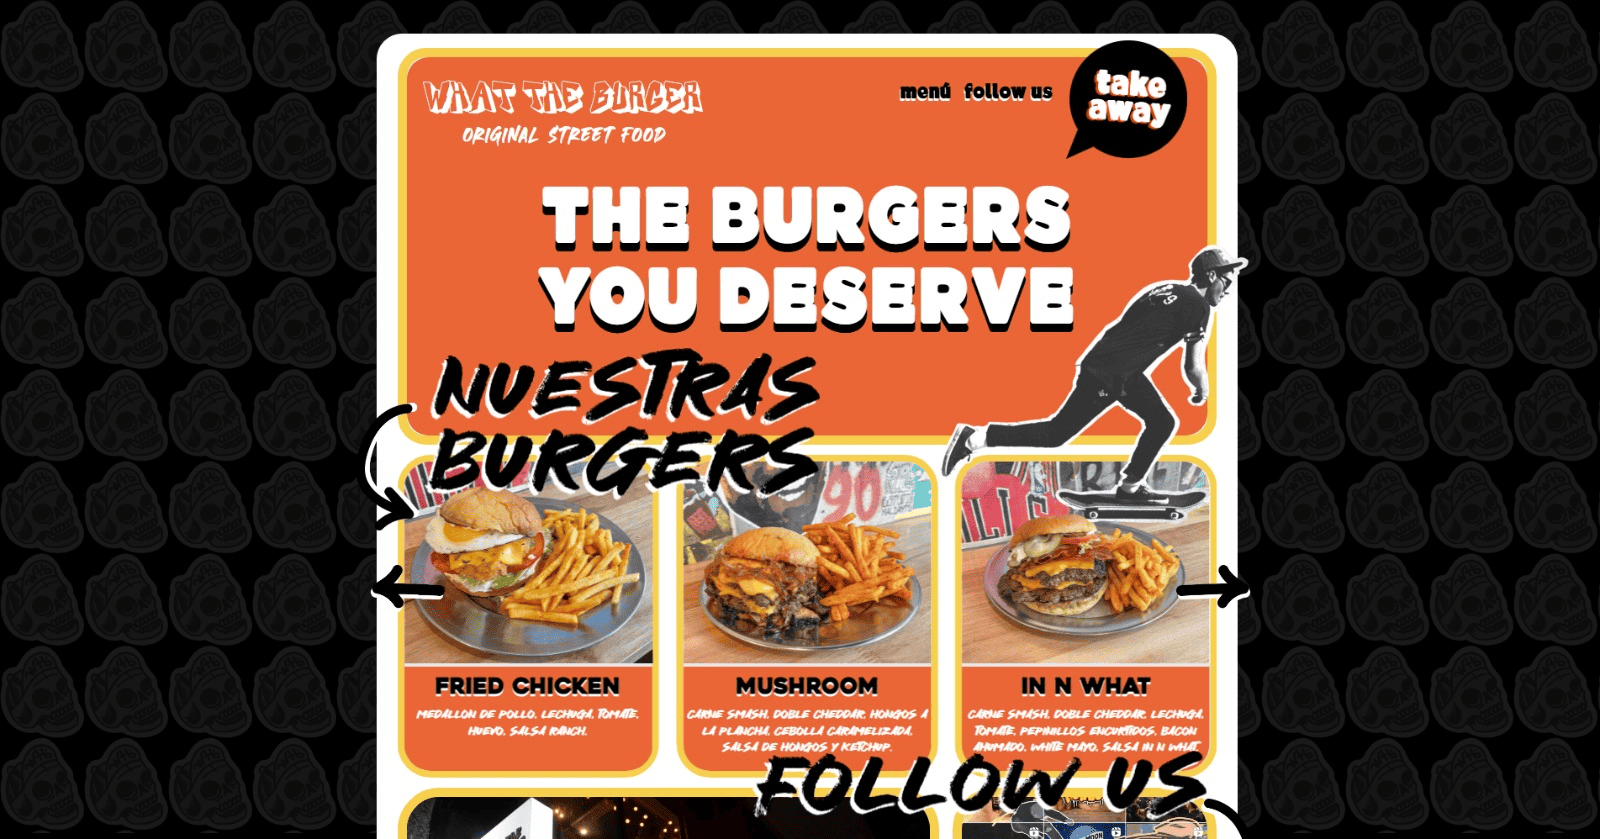 WHAT THE BURGER
ORIGINAL STREET FOOD
menú follow us
take
away
THE BURGERS
YOU DESERVE
NUESTRAS
BURGERS
90
FRIED CHICKEN
MEDALLON DE POLLO, LECHUGA, TOMATE,
HUEVO, SALSA RANCH.
MUSHROOM
CARNE SMASH, DOBLE CHEDDAR, HONGOS A
LA PLANCHA, CEBOLLA CARAMELIZADA,
SALSA DE HONGOS Y KETCHUP.
IN N WHAT
CARNE SMASH, DOBLE CHEDDAR, LECHUGA,
TOMATE, PEPINILLOS ENCURTIDOS, BACON
AHUMADO, WHITE MAYO, SALSA IN N WHAT
FOLLOW US